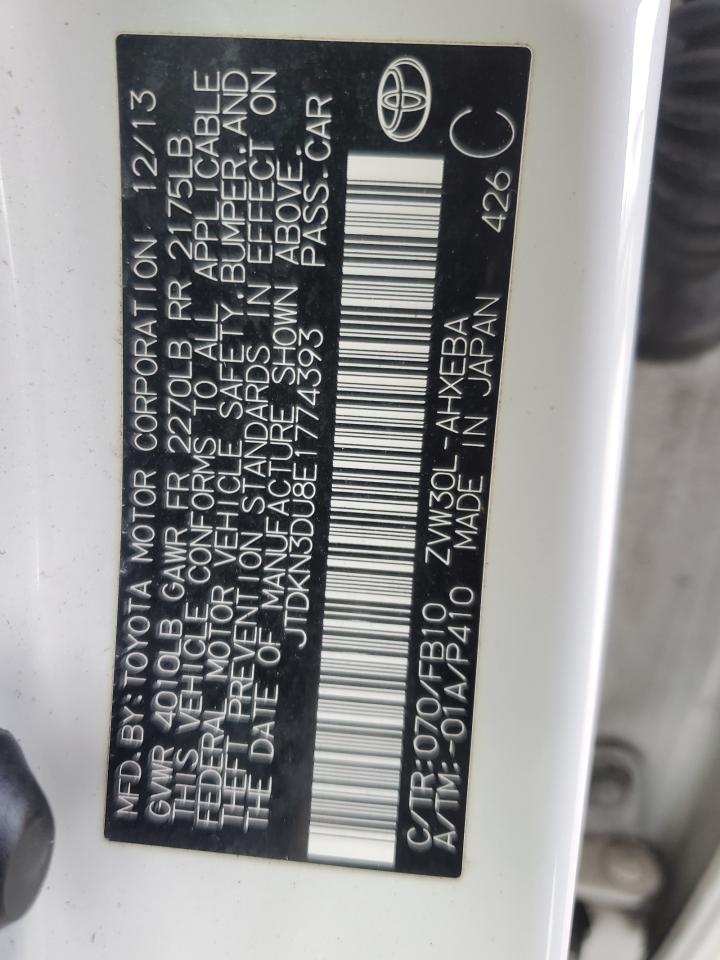 MFD.BY:TOYOTA MOTOR CORPORATION 12/13
GVWR 4010LB GAWR FR 2270LB RR 2175LB
THIS VEHICLE CONFORMS TO ALL APPLICABLE
FEDERAL MOTOR VEHICLE SAFETY,BUMPER,AND
THEFT PREVENTION STANDARDS IN EFFECT ON
THE DATE OF MANUFACTURE SHOWN ABOVE.
JTDKN3DU8E1774393 PASS.CAR
C/TR:070/FB10 ZVW30L-AHXEBA 426
A/TM:-01A/P410 MADE IN JAPAN C